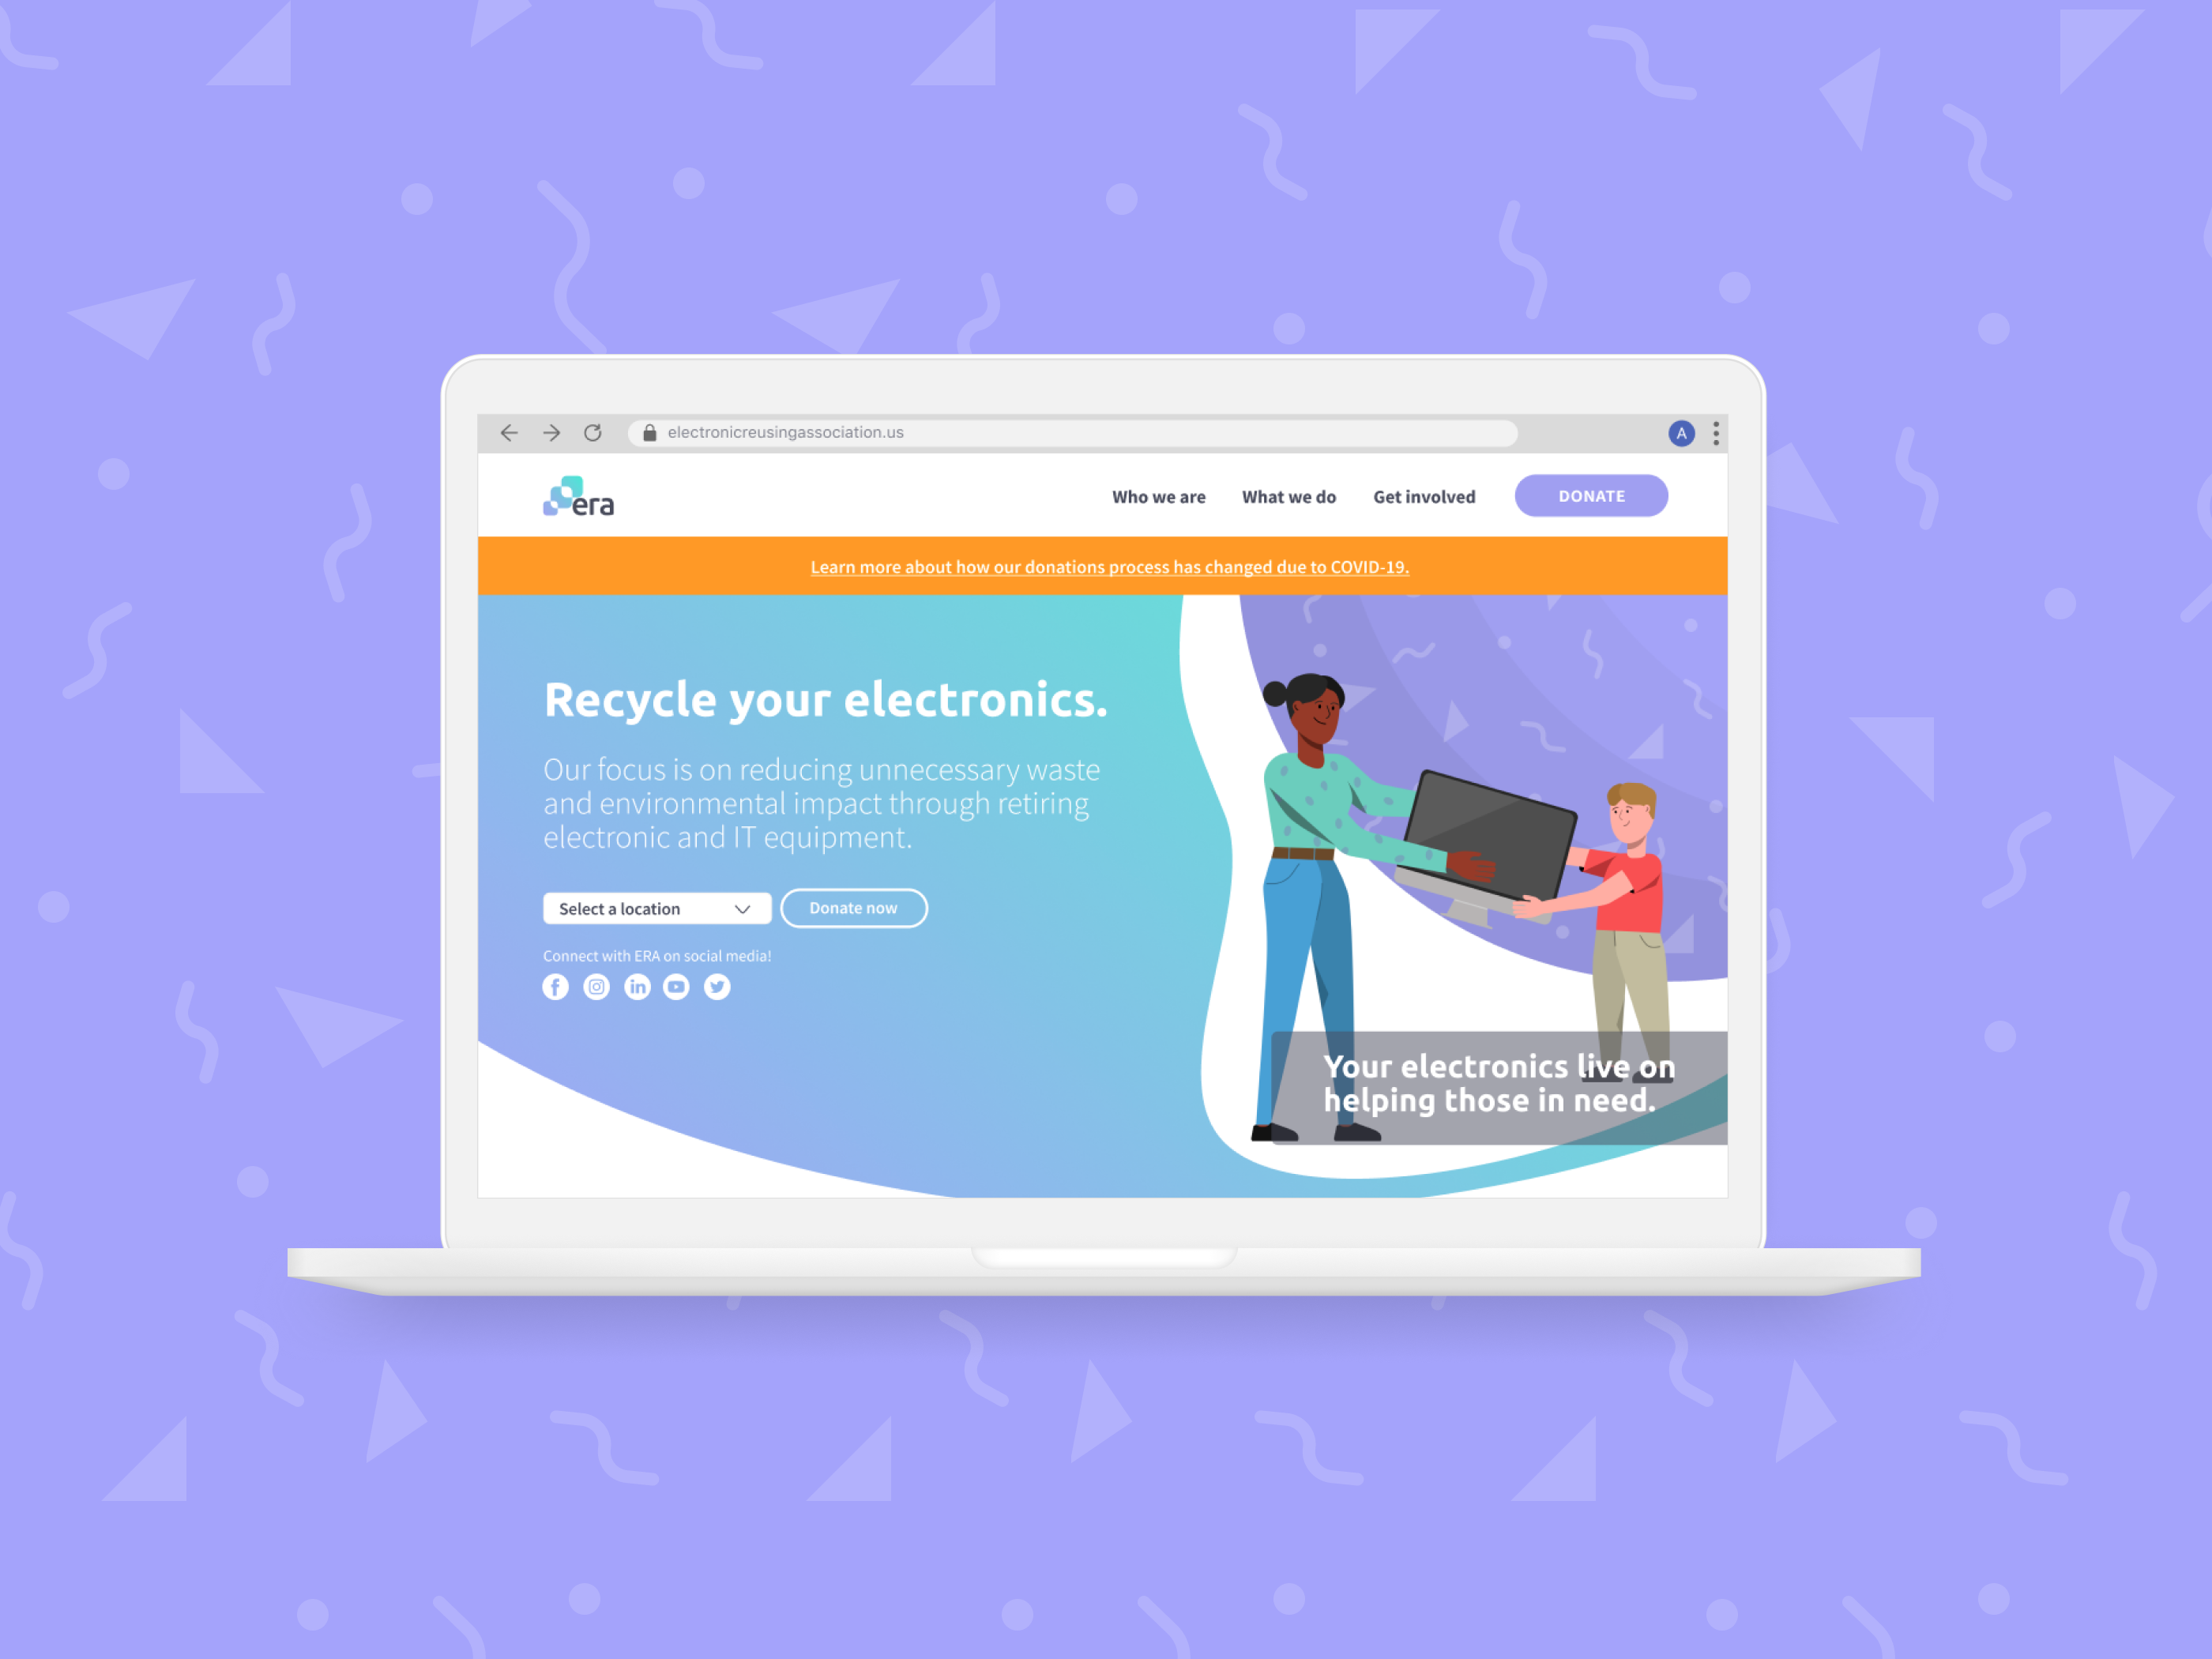 electronicreusingassociation.us
A
era
Who we are
What we do
Get involved
DONATE
Learn more about how our donations process has changed due to COVID-19.
Recycle your electronics.
Our focus is on reducing unnecessary waste
and environmental impact through retiring
electronic and IT equipment.
Select a location
Donate now
Connect with ERA on social media!
f
in
Your electronics live on
helping those in need.